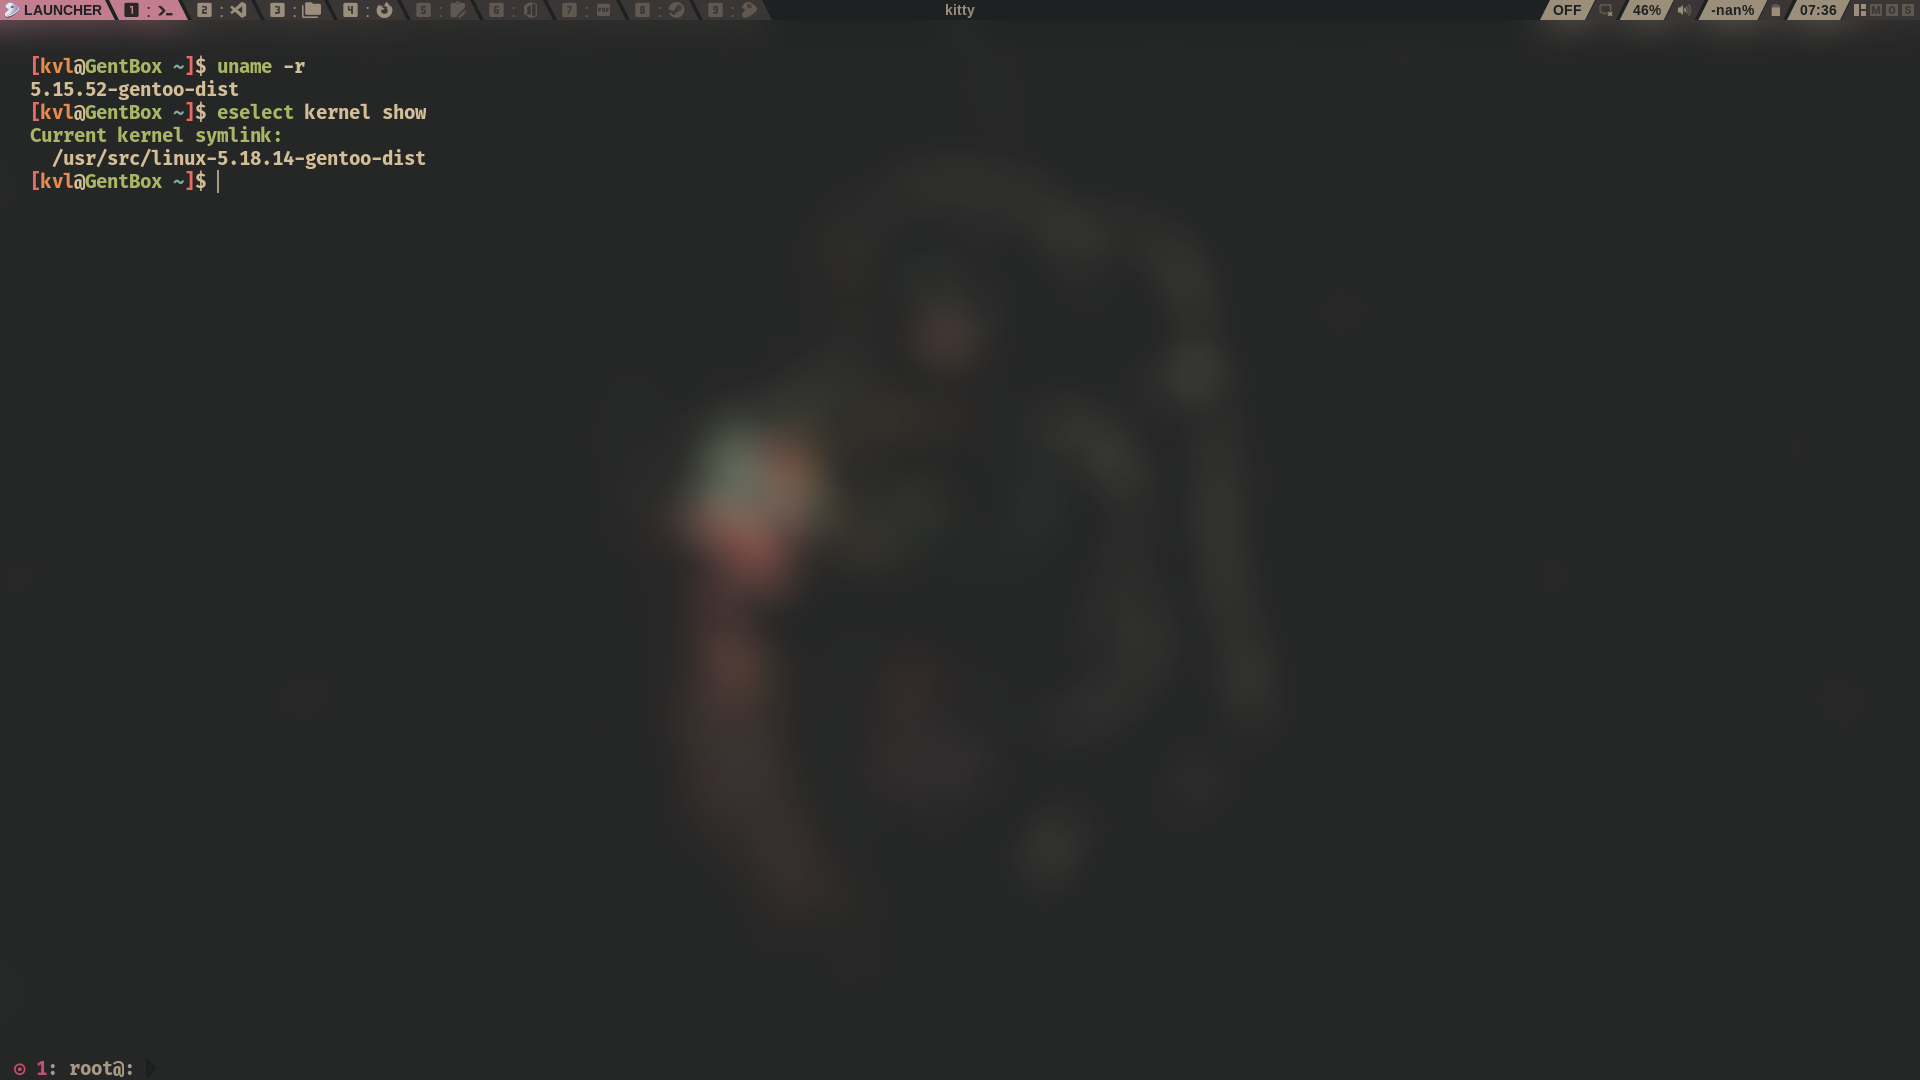 LAUNCHER 1 : 2 : 3 : 4 : 5 : 6 : 7 : 8 : 9 : kitty OFF 46% -nan% 07:36 M O S
[kvl@GentBox ~]$ uname -r
5.15.52-gentoo-dist
[kvl@GentBox ~]$ eselect kernel show
Current kernel symlink:
/usr/src/linux-5.18.14-gentoo-dist
[kvl@GentBox ~]$
1: root@: